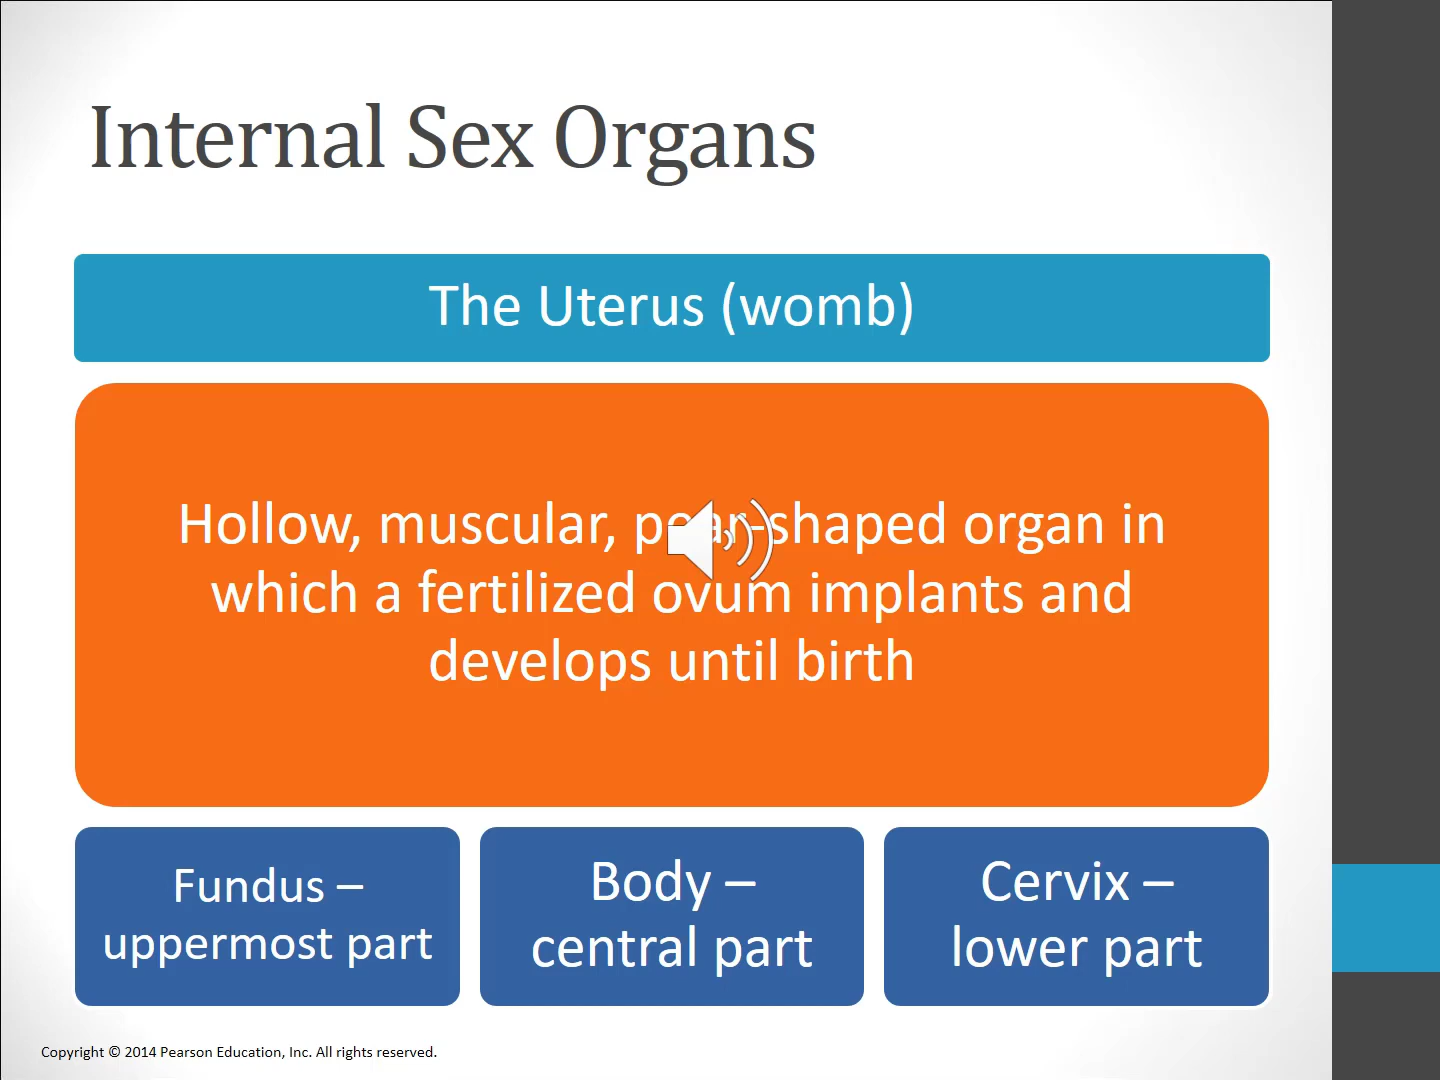 Internal Sex Organs
The Uterus (womb)
Hollow, muscular, pear-shaped organ in
which a fertilized ovum implants and
develops until birth
Fundus –
uppermost part
Body –
central part
Cervix –
lower part
Copyright © 2014 Pearson Education, Inc. All rights reserved.